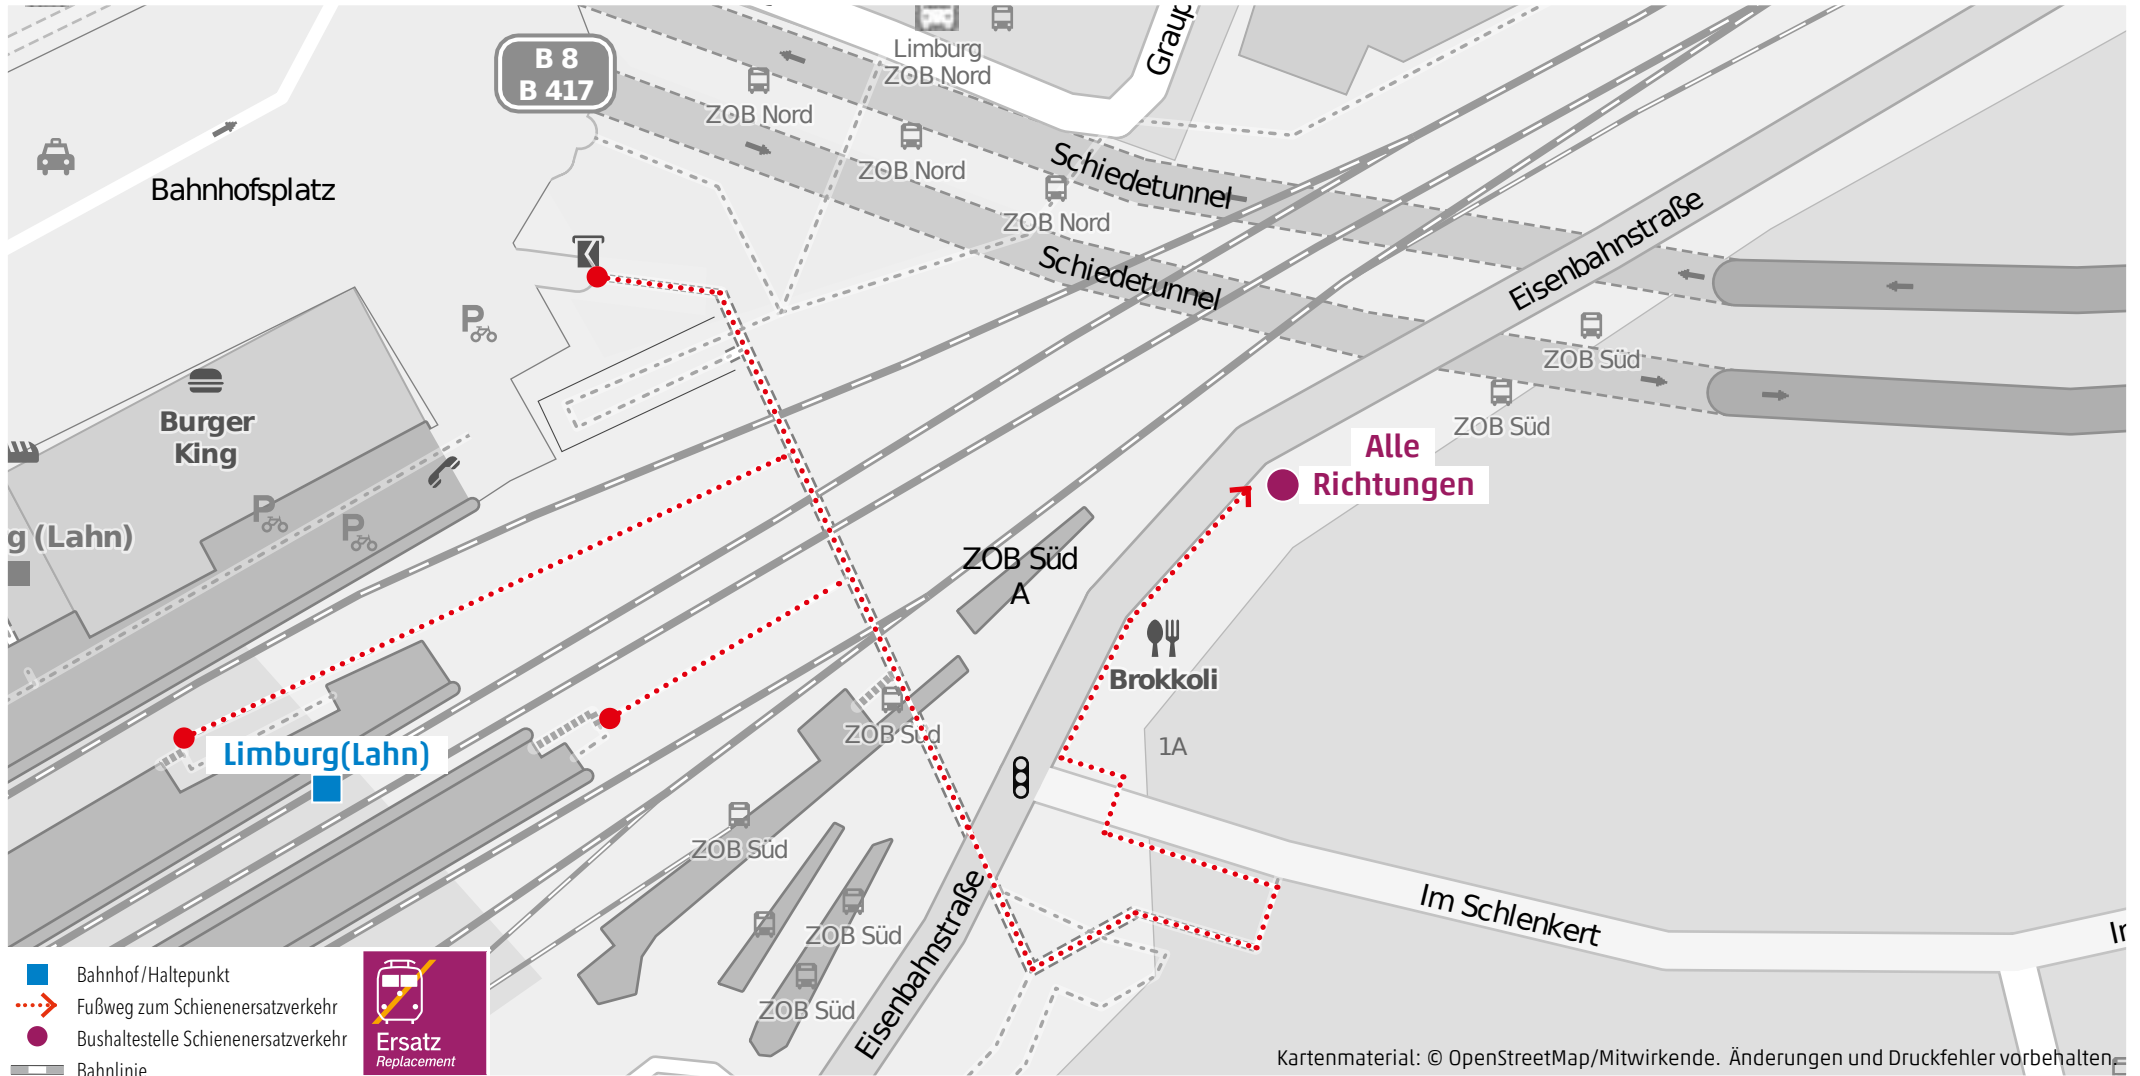 Limburg
ZOB Nord
Graup
B 8
B 417
ZOB Nord
ZOB Nord
ZOB Nord
Schiedetunnel
Schiedetunnel
Bahnhofsplatz
Eisenbahnstraße
P
ZOB Süd
ZOB Süd
Burger
King
Alle
Richtungen
P
P
g (Lahn)
ZOB Süd
A
Brokkoli
ZOB Süd
1A
Limburg(Lahn)
ZOB Süd
ZOB Süd
ZOB Süd
Eisenbahnstraße
Im Schlenkert
Bahnhof/Haltepunkt
Fußweg zum Schienenersatzverkehr
Bushaltestelle Schienenersatzverkehr
Bahnlinie
Ersatz
Replacement
Kartenmaterial: © OpenStreetMap/Mitwirkende. Änderungen und Druckfehler vorbehalten.